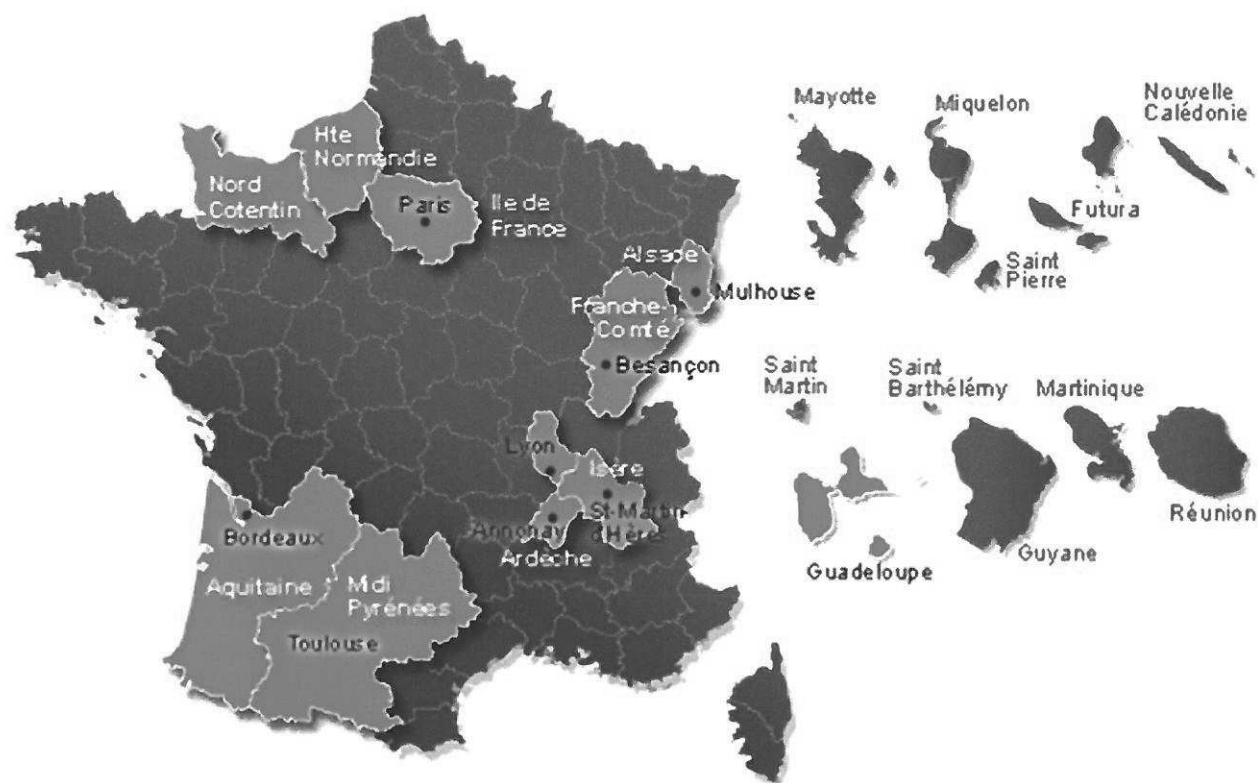 Hte
Normandie
Nord
Cotentin
Paris
Ile de
France
Alsade
Mulhouse
Franche-
Comté
Besançon
Lyon
Isère
St-Martin
d'Hères
Annonay
Ardèche
Bordeaux
Aquitaine
Midi
Pyrénées
Toulouse
Mayotte
Miquelon
Nouvelle
Calédonie
Futura
Saint
Pierre
Saint
Martin
Saint
Barthélémy
Martinique
Réunion
Guyane
Guadeloupe